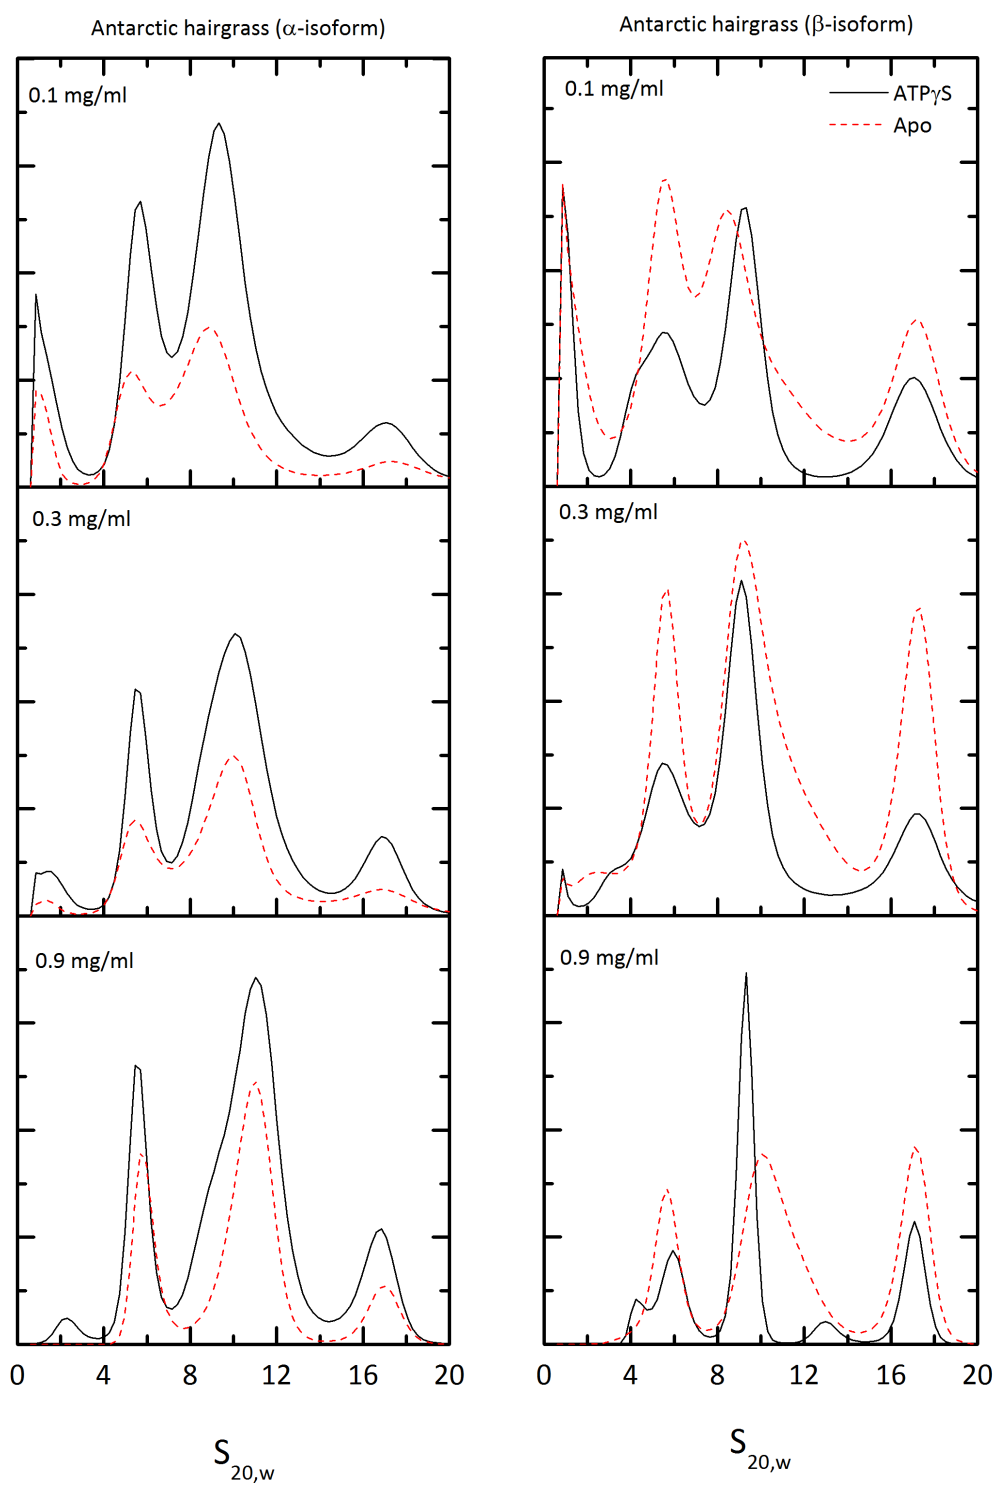 Antarctic hairgrass (α-isoform)
Antarctic hairgrass (β-isoform)
0.1 mg/ml
0.1 mg/ml
ATPγS
Apo
0.3 mg/ml
0.3 mg/ml
0.9 mg/ml
0.9 mg/ml
0 4 8 12 16 20
0 4 8 12 16 20
S20,w
S20,w